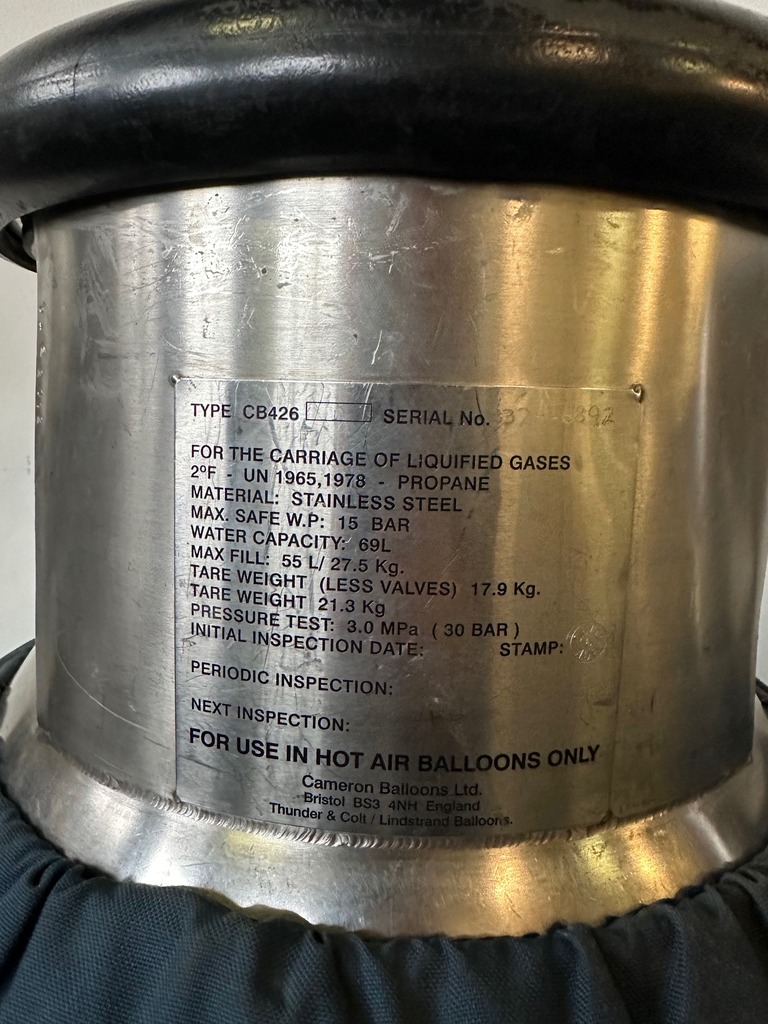 TYPE CB426 SERIAL No.
FOR THE CARRIAGE OF LIQUIFIED GASES
2ºF - UN 1965,1978 - PROPANE
MATERIAL: STAINLESS STEEL
MAX. SAFE W.P: 15 BAR
WATER CAPACITY: 69L
MAX FILL: 55 L/ 27.5 Kg.
TARE WEIGHT (LESS VALVES) 17.9 Kg.
TARE WEIGHT 21.3 Kg
PRESSURE TEST: 3.0 MPa ( 30 BAR )
INITIAL INSPECTION DATE: STAMP:
PERIODIC INSPECTION:
NEXT INSPECTION:
FOR USE IN HOT AIR BALLOONS ONLY
Cameron Balloons Ltd.
Bristol BS3 4NH England
Thunder & Colt / Lindstrand Balloons.